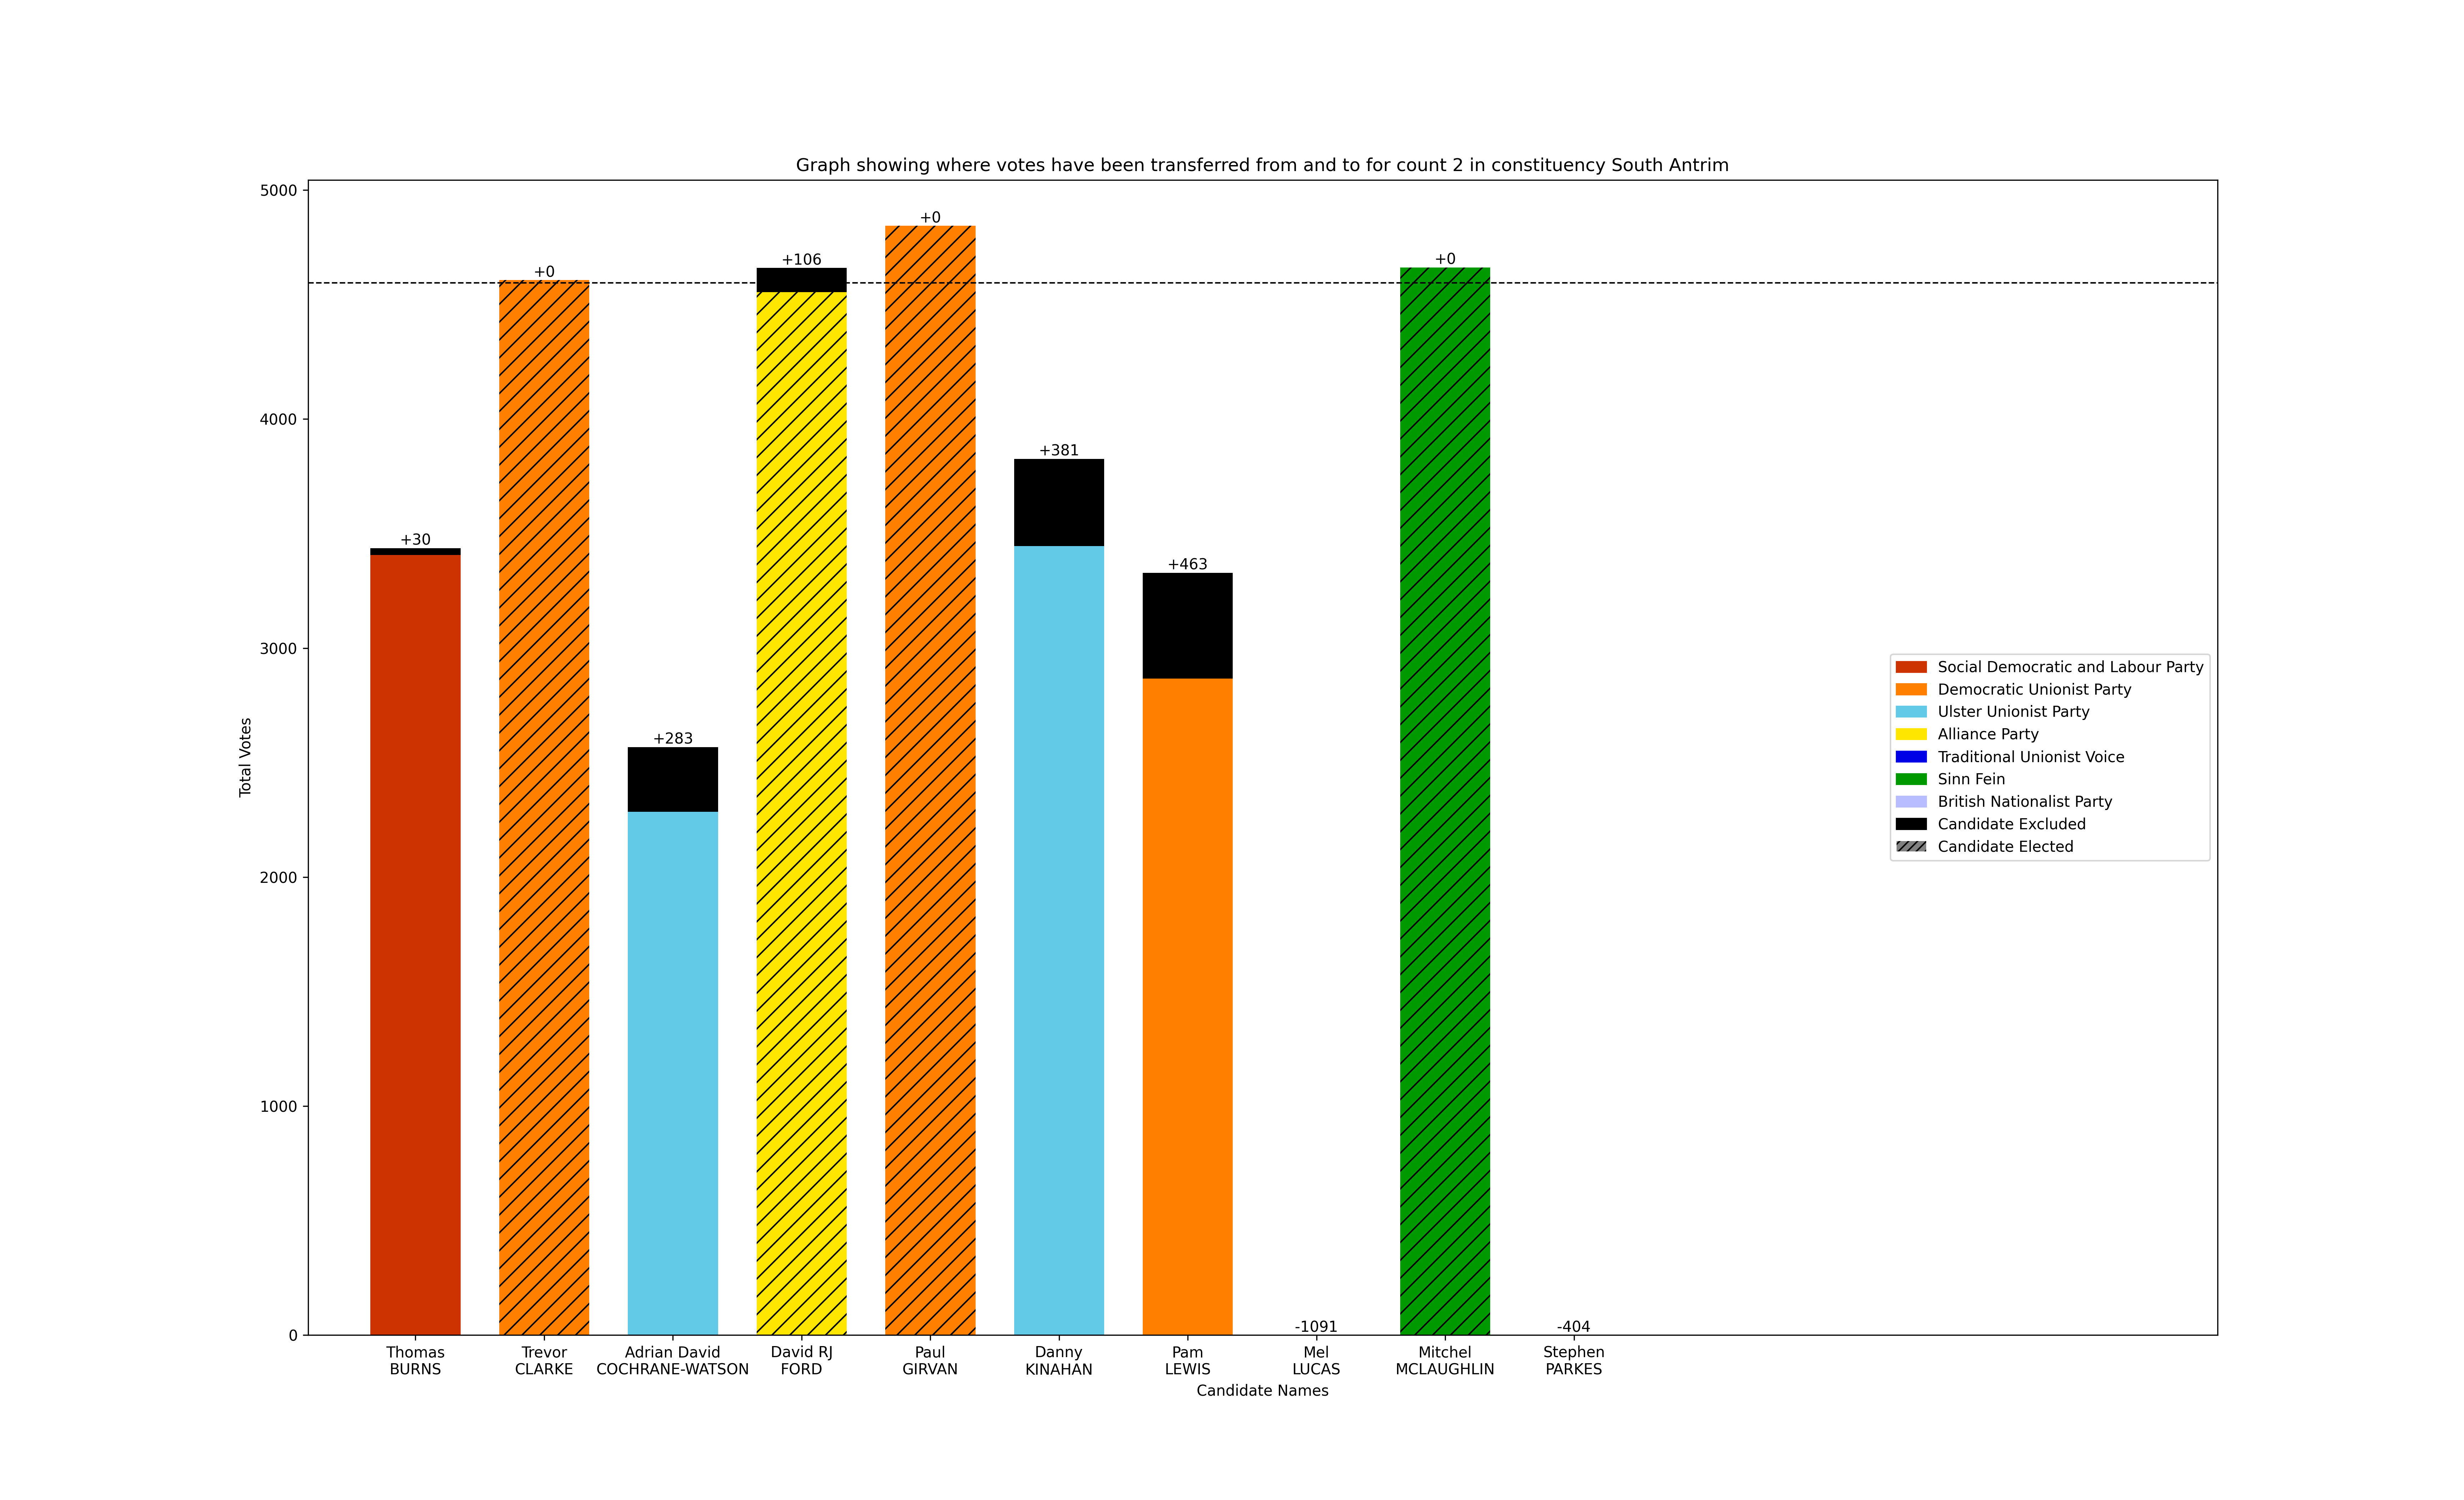 Graph showing where votes have been transferred from and to for count 2 in constituency South Antrim
5000
4000
3000
2000
1000
0
Total Votes
+30
+0
+283
+106
+0
+381
+463
-1091
+0
-404
Thomas
BURNS
Trevor
CLARKE
Adrian David
COCHRANE-WATSON
David RJ
FORD
Paul
GIRVAN
Danny
KINAHAN
Pam
LEWIS
Mel
LUCAS
Mitchel
MCLAUGHLIN
Stephen
PARKES
Candidate Names
Social Democratic and Labour Party
Democratic Unionist Party
Ulster Unionist Party
Alliance Party
Traditional Unionist Voice
Sinn Fein
British Nationalist Party
Candidate Excluded
Candidate Elected